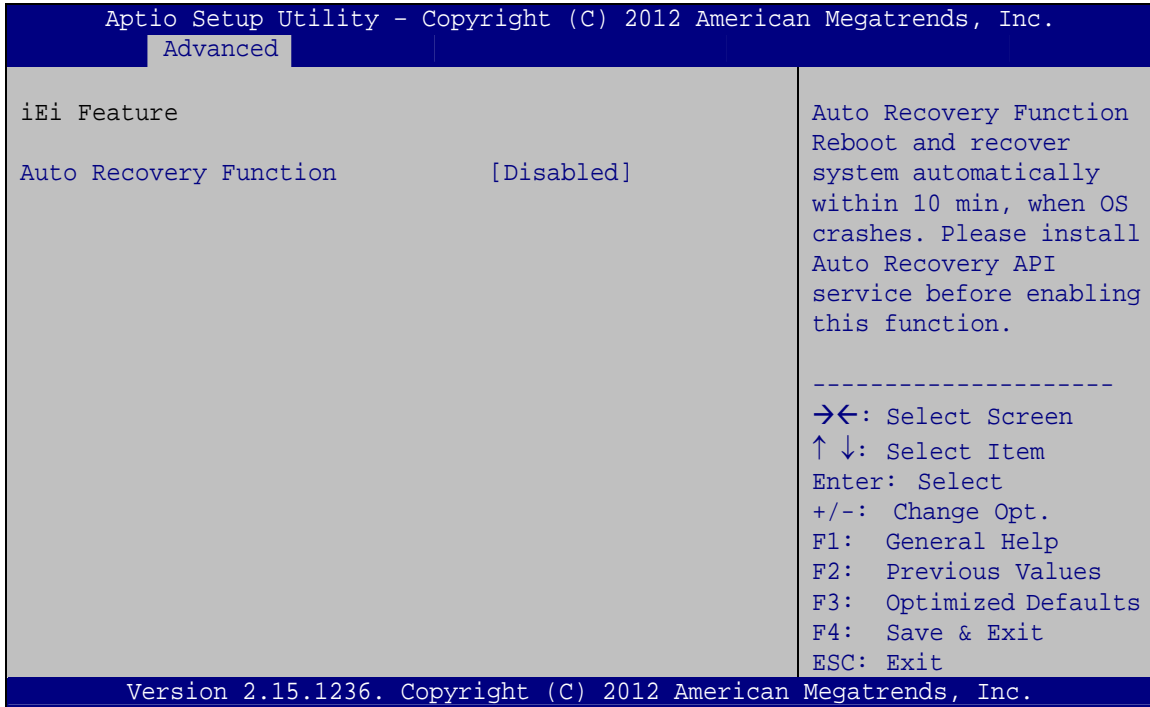 Aptio Setup Utility – Copyright (C) 2012 American Megatrends, Inc.
Advanced
iEi Feature
Auto Recovery Function [Disabled]
Auto Recovery Function
Reboot and recover
system automatically
within 10 min, when OS
crashes. Please install
Auto Recovery API
service before enabling
this function.
---------------------
→←: Select Screen
↑ ↓: Select Item
Enter: Select
+/-: Change Opt.
F1: General Help
F2: Previous Values
F3: Optimized Defaults
F4: Save & Exit
ESC: Exit
Version 2.15.1236. Copyright (C) 2012 American Megatrends, Inc.